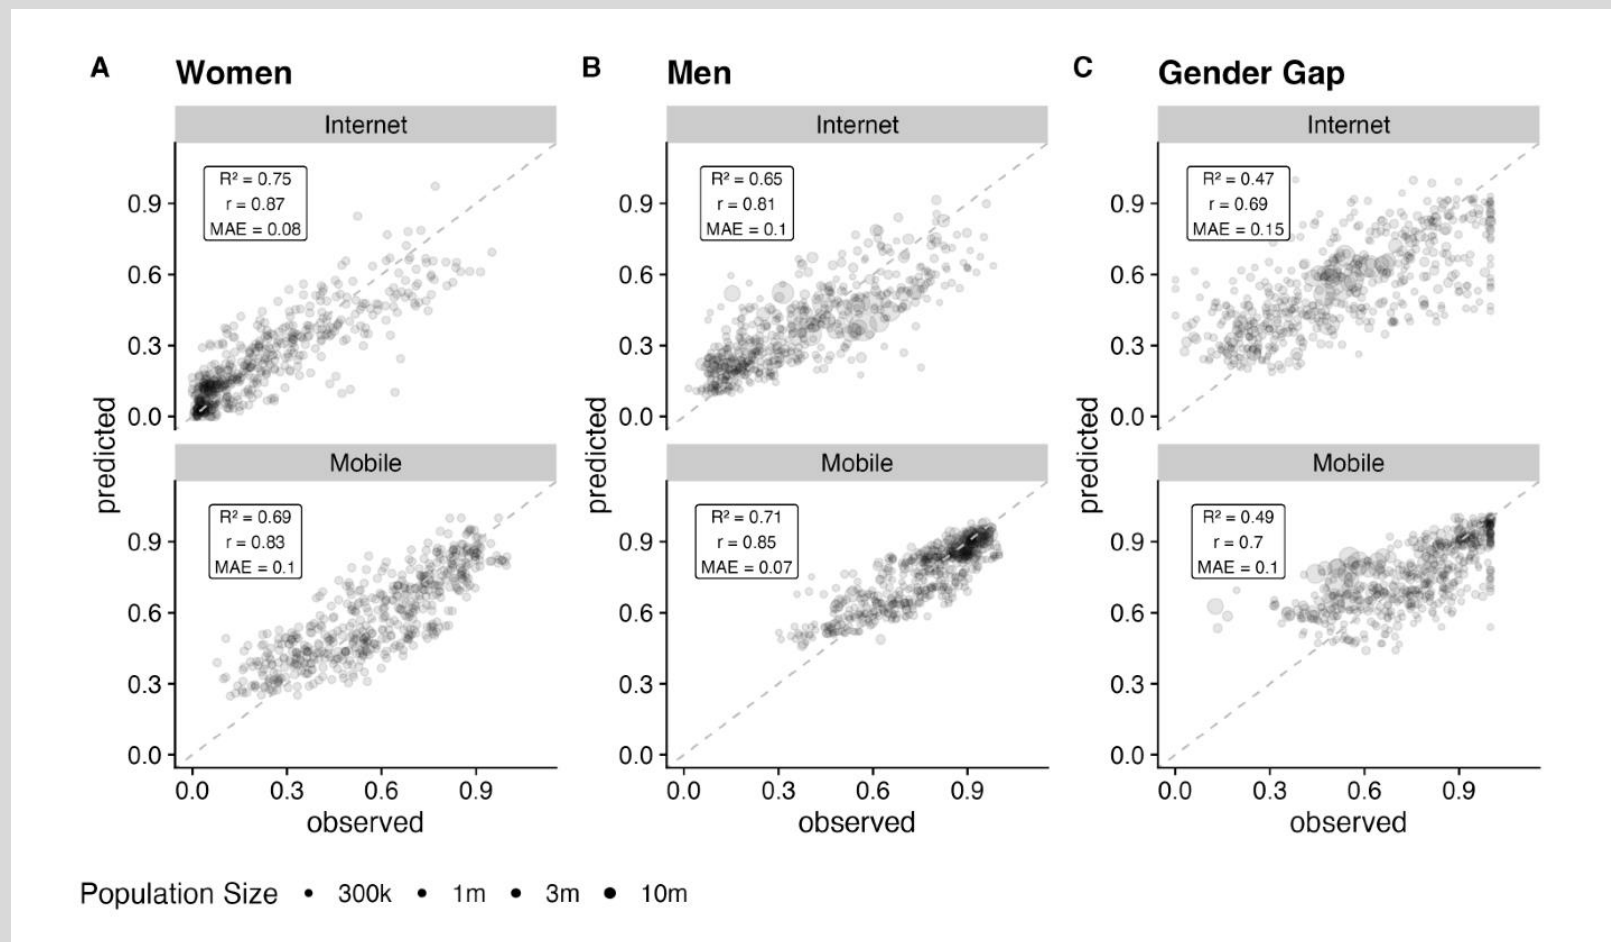 A Women
Internet
R² = 0.75
r = 0.87
MAE = 0.08
0.9
0.6
0.3
0.0
predicted
Mobile
R² = 0.69
r = 0.83
MAE = 0.1
0.9
0.6
0.3
0.0
0.0 0.3 0.6 0.9
observed
B Men
Internet
R² = 0.65
r = 0.81
MAE = 0.1
0.9
0.6
0.3
0.0
predicted
Mobile
R² = 0.71
r = 0.85
MAE = 0.07
0.9
0.6
0.3
0.0
0.0 0.3 0.6 0.9
observed
C Gender Gap
Internet
R² = 0.47
r = 0.69
MAE = 0.15
0.9
0.6
0.3
0.0
predicted
Mobile
R² = 0.49
r = 0.7
MAE = 0.1
0.9
0.6
0.3
0.0
0.0 0.3 0.6 0.9
observed
Population Size 300k 1m 3m 10m